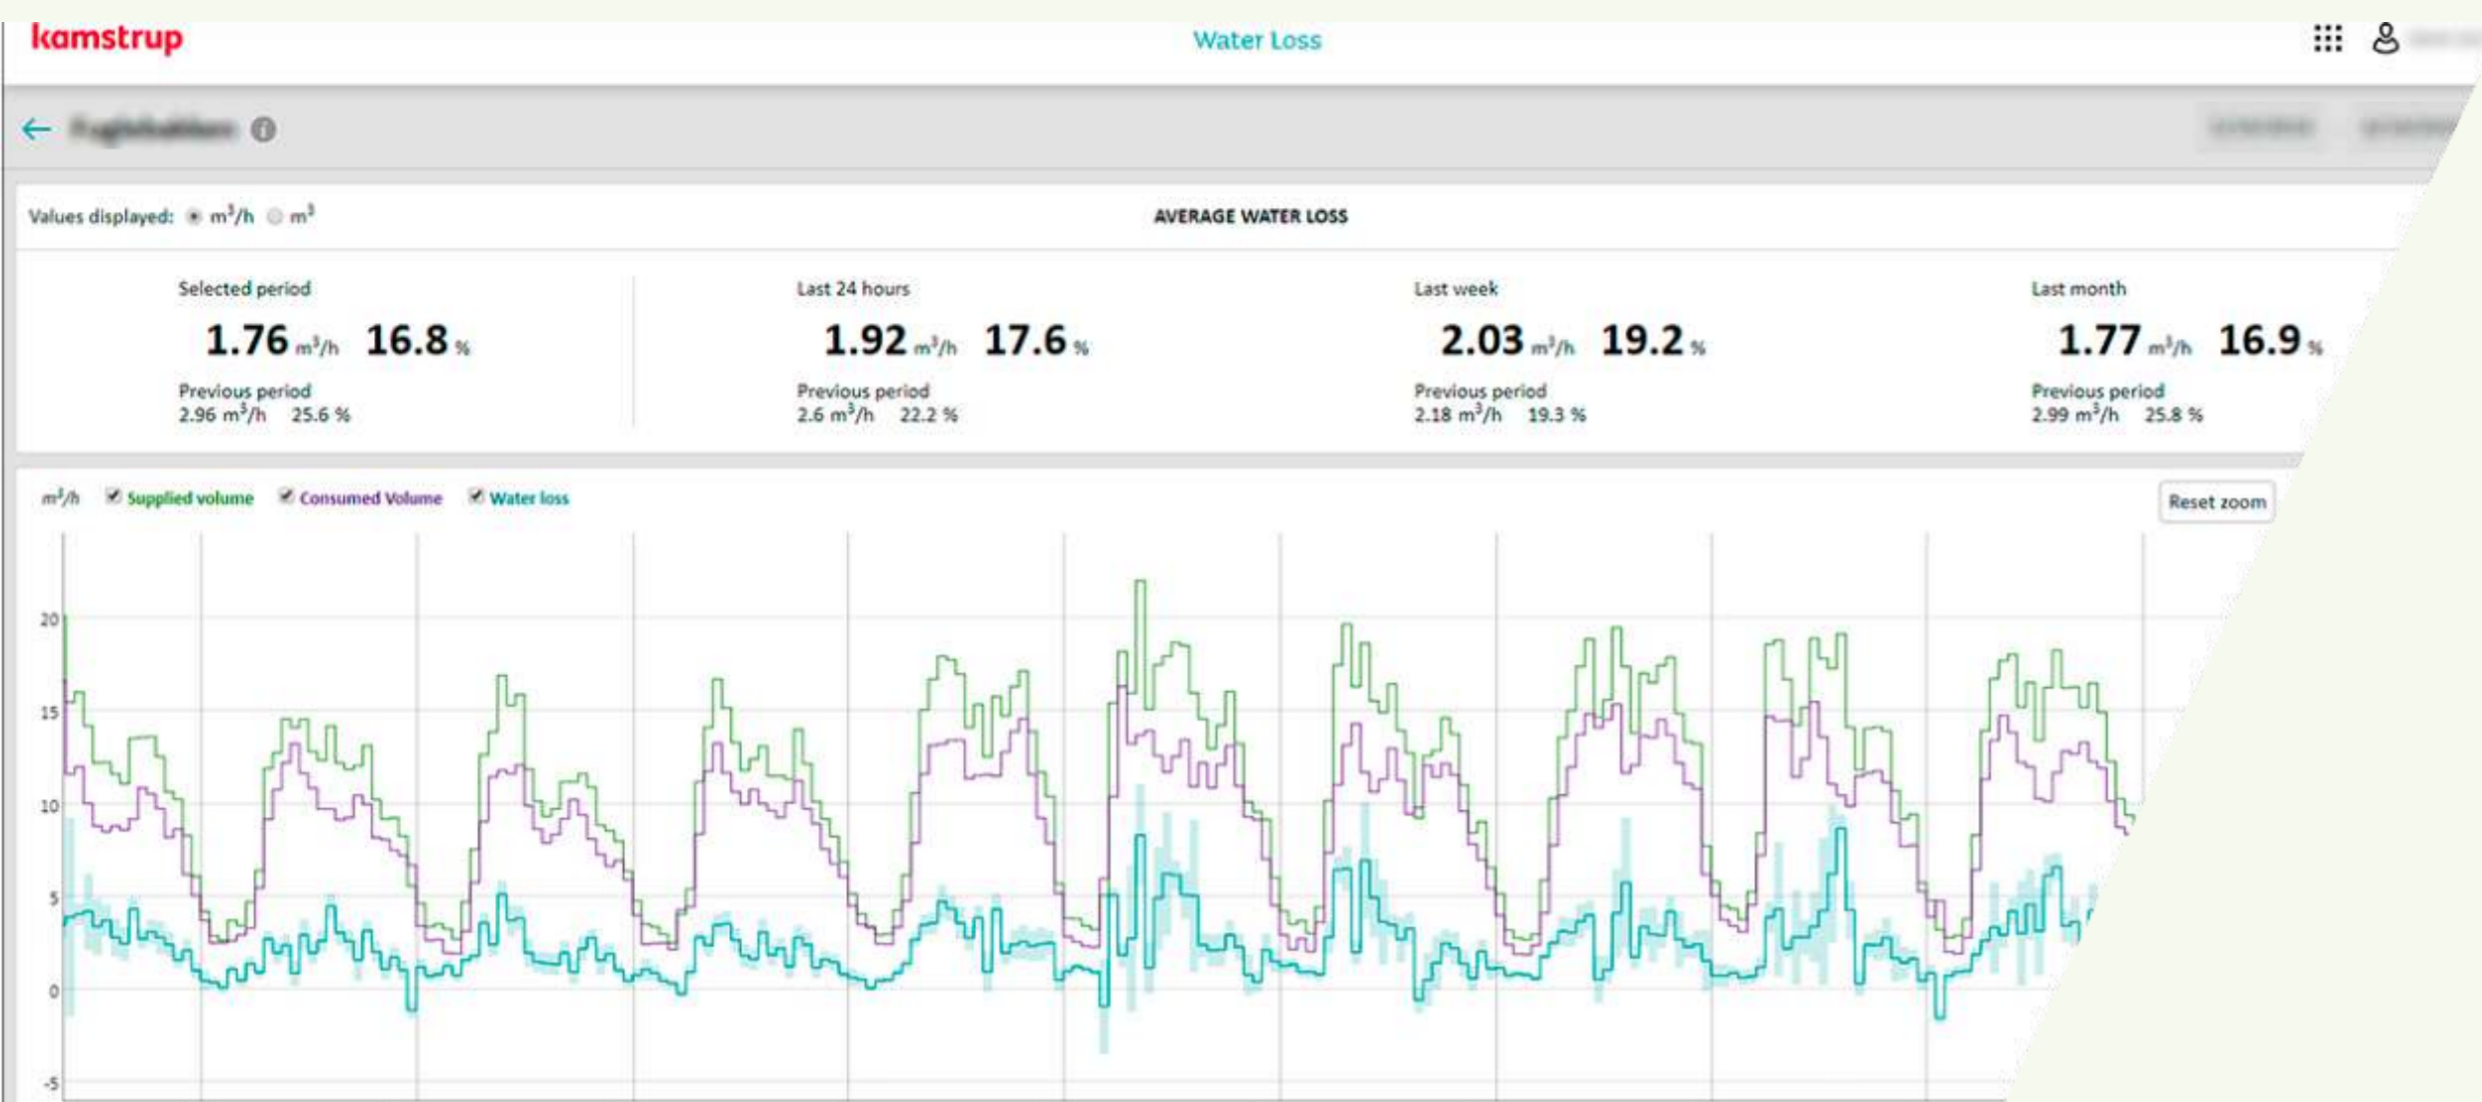 kamstrup
Water Loss
Values displayed: m³/h m³
AVERAGE WATER LOSS
Selected period
1.76 m³/h 16.8 %
Previous period
2.96 m³/h 25.6 %
Last 24 hours
1.92 m³/h 17.6 %
Previous period
2.6 m³/h 22.2 %
Last week
2.03 m³/h 19.2 %
Previous period
2.18 m³/h 19.3 %
Last month
1.77 m³/h 16.9 %
Previous period
2.99 m³/h 25.8 %
m³/h Supplied volume Consumed Volume Water loss
Reset zoom
20
15
10
5
0
-5